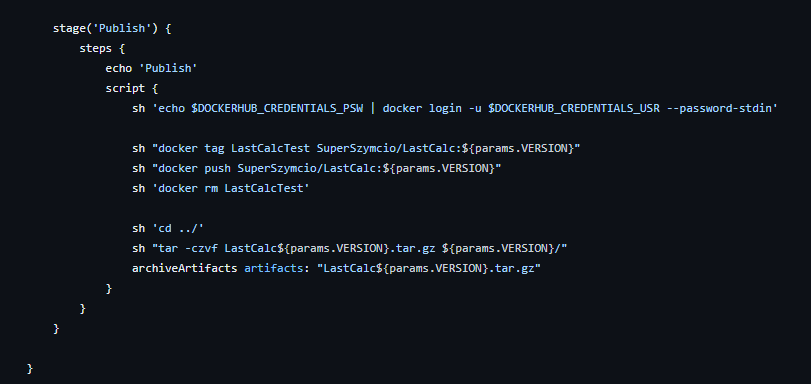 stage('Publish') {
steps {
echo 'Publish'
script {
sh 'echo $DOCKERHUB_CREDENTIALS_PSW | docker login -u $DOCKERHUB_CREDENTIALS_USR --password-stdin'
sh "docker tag LastCalcTest SuperSzymcio/LastCalc:${params.VERSION}"
sh "docker push SuperSzymcio/LastCalc:${params.VERSION}"
sh 'docker rm LastCalcTest'
sh 'cd ../'
sh "tar -czvf LastCalc${params.VERSION}.tar.gz ${params.VERSION}/"
archiveArtifacts artifacts: "LastCalc${params.VERSION}.tar.gz"
}
}
}
}